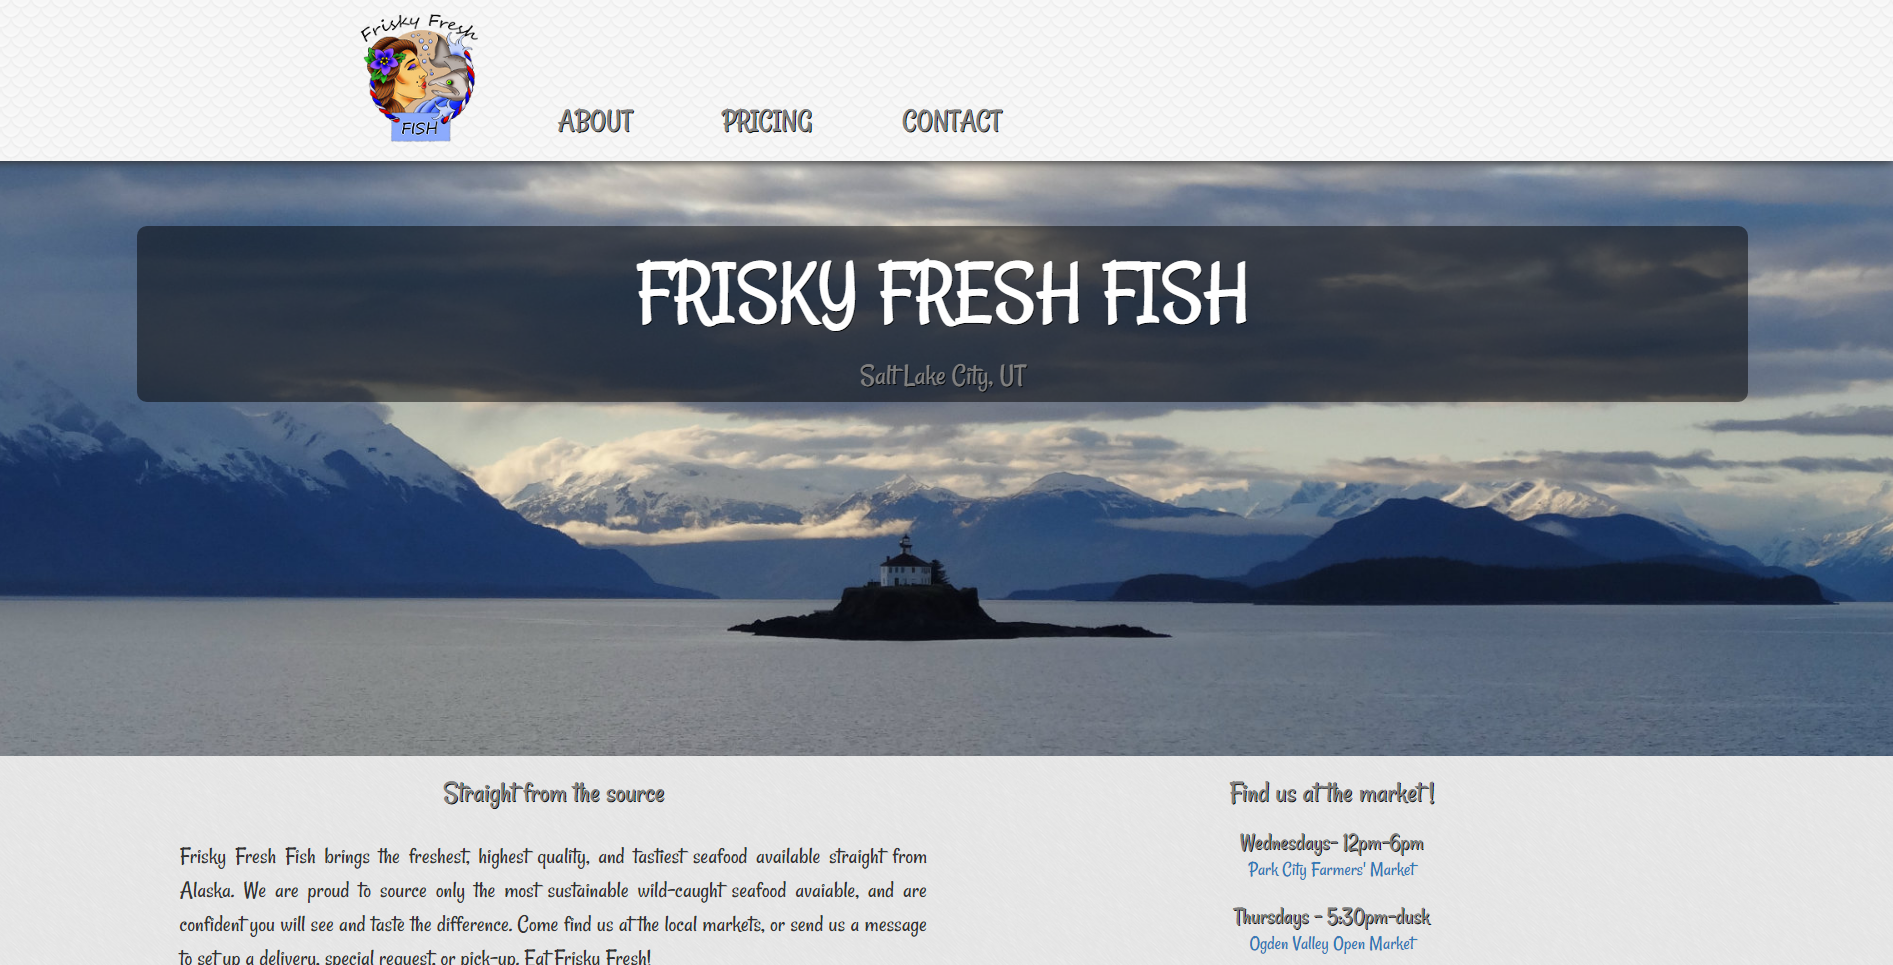 Frisky Fresh
FISH
ABOUT PRICING CONTACT
FRISKY FRESH FISH
Salt Lake City, UT
Straight from the source
Frisky Fresh Fish brings the freshest, highest quality, and tastiest seafood available straight from
Alaska. We are proud to source only the most sustainable wild-caught seafood avaiable, and are
confident you will see and taste the difference. Come find us at the local markets, or send us a message
to set up a delivery, special request, or pick-up. Eat Frisky Fresh!
Find us at the market!
Wednesdays- 12pm-6pm
Park City Farmers' Market
Thursdays - 5:30pm-dusk
Ogden Valley Open Market